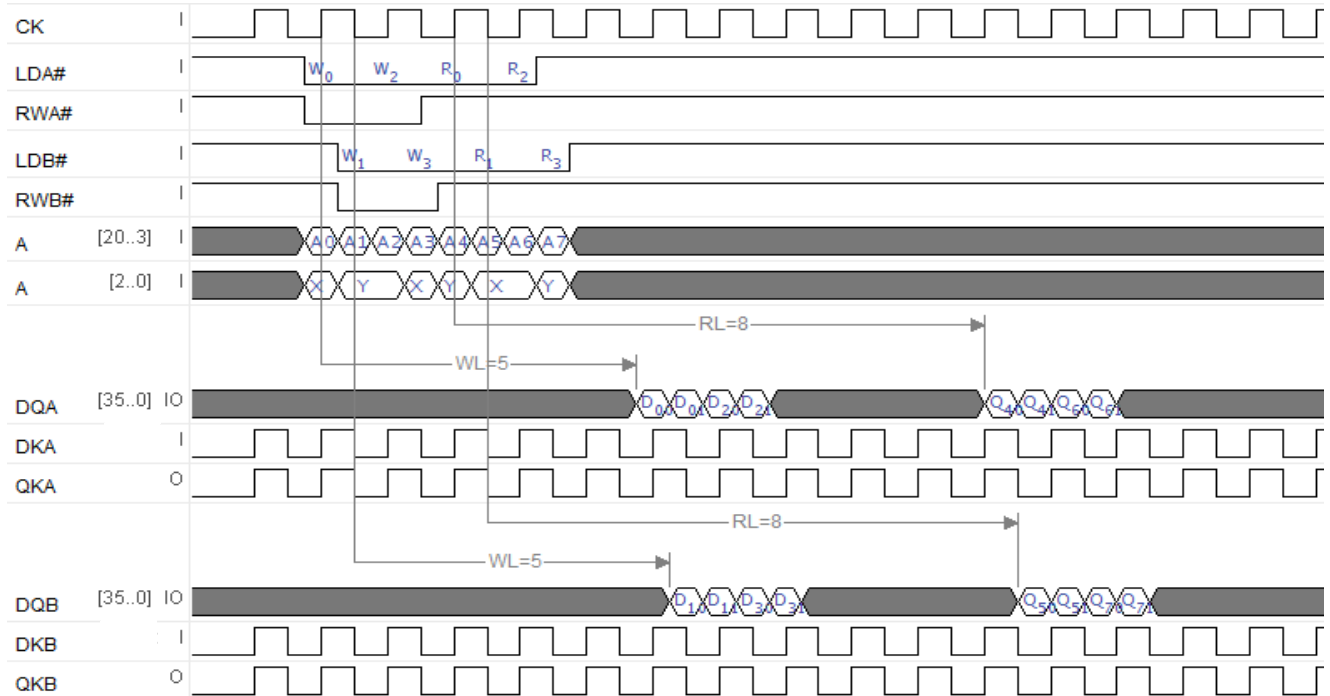 CK I
LDA# I W0 W2 R0 R2
RWA# I
LDB# I W1 W3 R1 R3
RWB# I
A [20..3] I A0 A1 A2 A3 A4 A5 A6 A7
A [2..0] I X Y X Y X Y
RL=8
WL=5
DQA [35..0] IO D00 D01 D20 D21 Q40 Q41 Q60 Q61
DKA I
QKA O
RL=8
WL=5
DQB [35..0] IO D10 D11 D30 D31 Q50 Q51 Q70 Q71
DKB I
QKB O